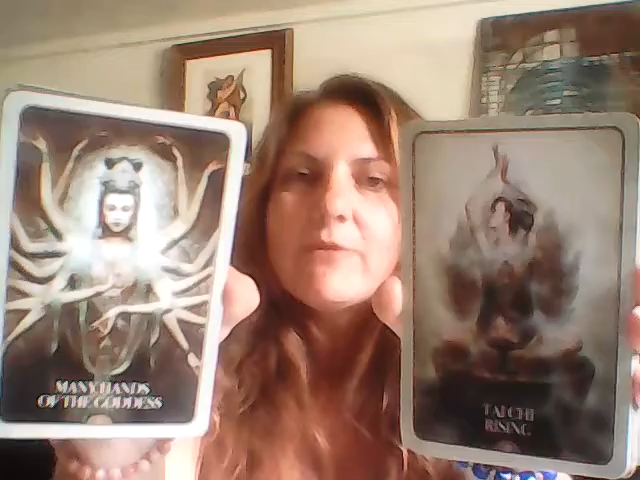 MANY HANDS
OF THE GODDESS
TAI CHI
RISING